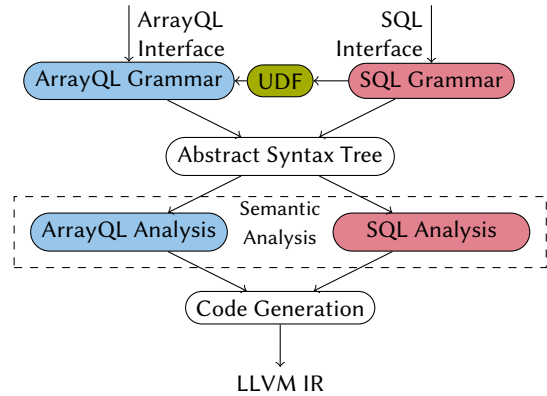 ArrayQL
Interface
SQL
Interface
ArrayQL Grammar
UDF
SQL Grammar
Abstract Syntax Tree
Semantic
Analysis
ArrayQL Analysis
SQL Analysis
Code Generation
LLVM IR